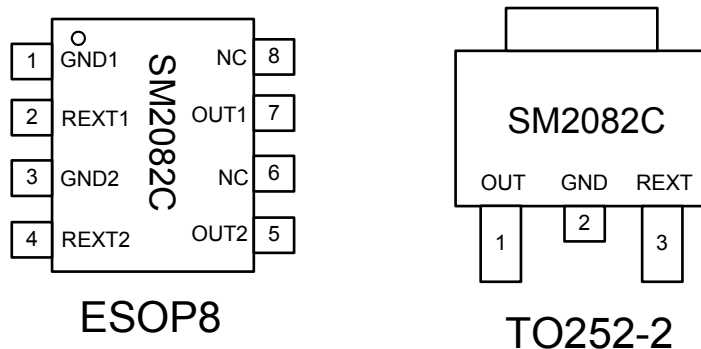 1 GND1 NC 8
2 REXT1 OUT1 7
3 GND2 NC 6
4 REXT2 OUT2 5
SM2082C
ESOP8
SM2082C
OUT GND REXT
1 2 3
TO252-2